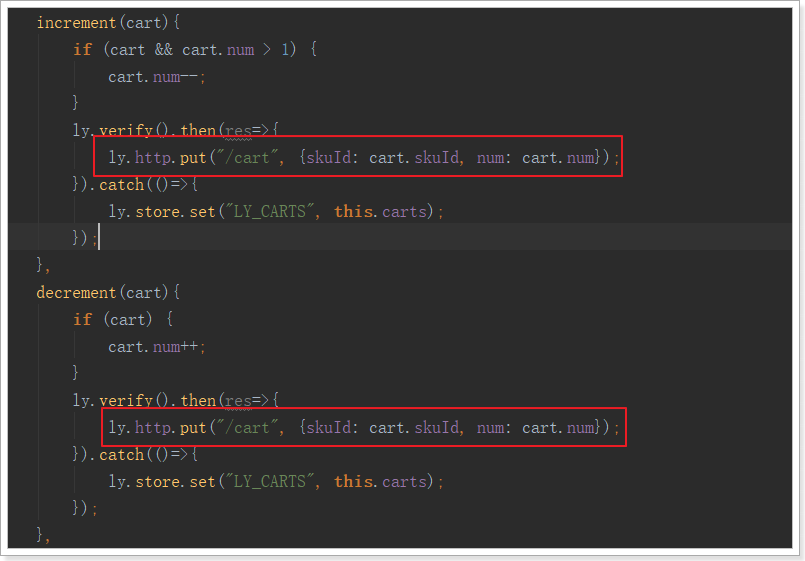 increment(cart){
if (cart && cart.num > 1) {
cart.num--;
}
ly.verify().then(res=>{
ly.http.put("/cart", {skuId: cart.skuId, num: cart.num});
}).catch(()=>{
ly.store.set("LY_CARTS", this.carts);
});
},
decrement(cart){
if (cart) {
cart.num++;
}
ly.verify().then(res=>{
ly.http.put("/cart", {skuId: cart.skuId, num: cart.num});
}).catch(()=>{
ly.store.set("LY_CARTS", this.carts);
});
},